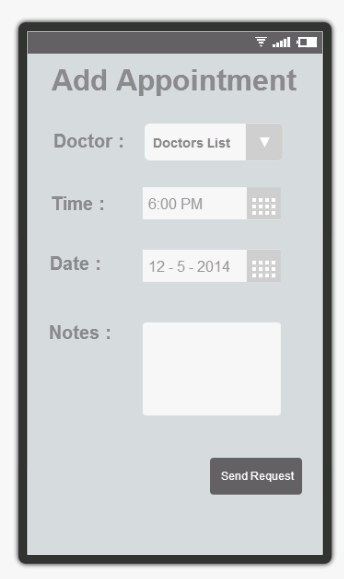 Add Appointment
Doctor : Doctors List
Time : 6:00 PM
Date : 12 - 5 - 2014
Notes :
Send Request